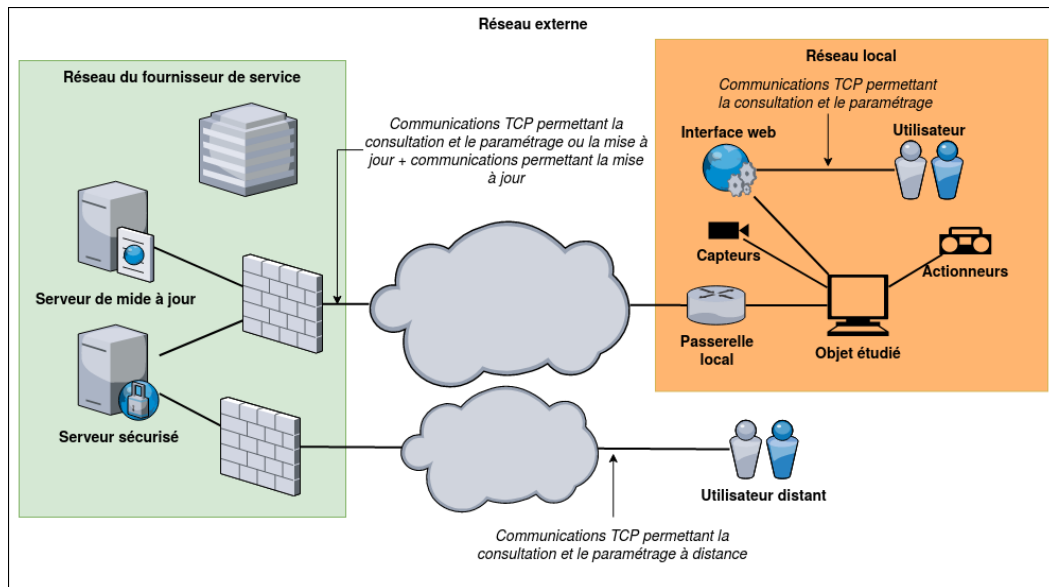 Réseau externe
Réseau du fournisseur de service
Réseau local
Communications TCP permettant
la consultation et le paramétrage
Communications TCP permettant la
consultation et le paramétrage ou la mise à
jour + communications permettant la mise
à jour
Interface web
Utilisateur
Capteurs
Actionneurs
Serveur de mide à jour
Passerelle
local
Objet étudié
Serveur sécurisé
Utilisateur distant
Communications TCP permettant la
consultation et le paramétrage à distance